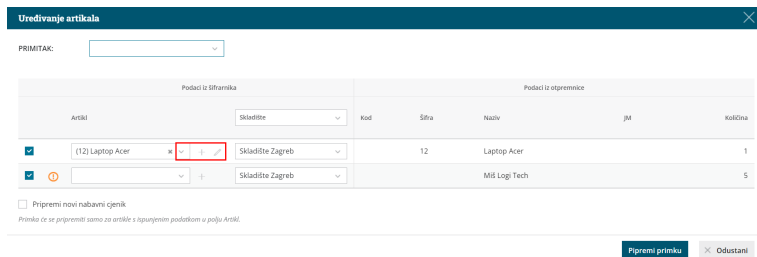 Uređivanje artikala
PRIMITAK:
Podaci iz šifrarnika Podaci iz otpremnice
Artikl Skladište Kod Šifra Naziv JM Količina
(12) Laptop Acer Skladište Zagreb 12 Laptop Acer 1
Skladište Zagreb Miš Logi Tech 5
Pripremi novi nabavni cjenik
Primka će se pripremiti samo za artikle s ispunjenim podatkom u polju Artikl.
Pipremi primku Odustani